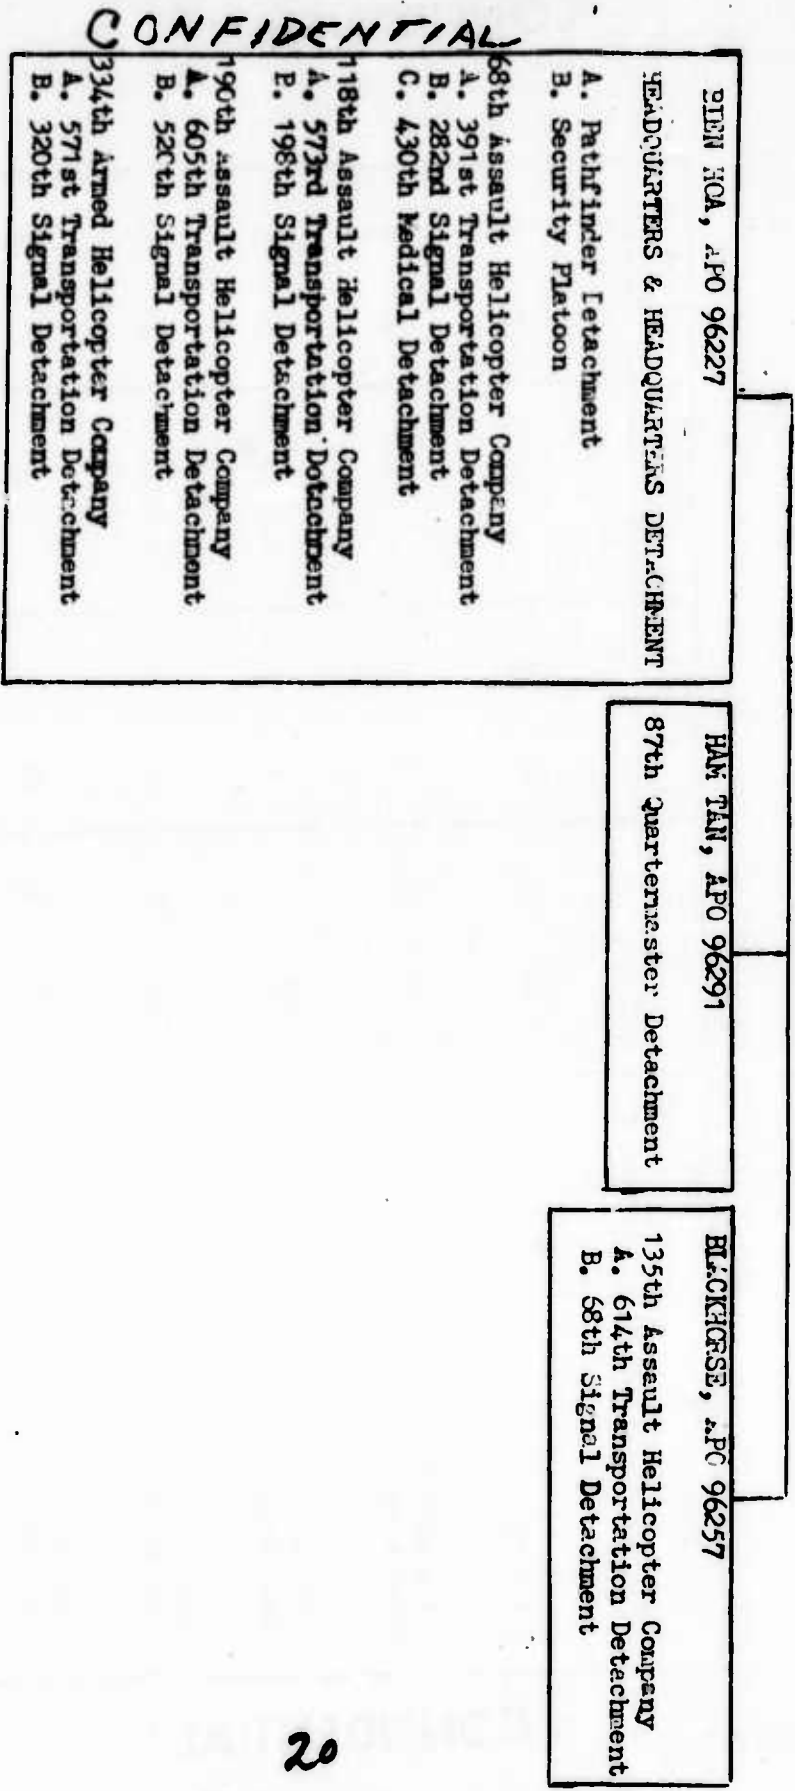 CONFIDENTIAL
BIEN HOA, APO 96227
HEADQUARTERS & HEADQUARTERS DETACHMENT
A. Pathfinder Detachment
B. Security Platoon
68th Assault Helicopter Company
A. 391st Transportation Detachment
B. 282nd Signal Detachment
C. 430th Medical Detachment
118th Assault Helicopter Company
A. 573rd Transportation Dotachment
P. 198th Signal Detachment
190th Assault Helicopter Company
A. 605th Transportation Detachment
B. 520th Signal Detachment
334th Armed Helicopter Company
A. 571st Transportation Detachment
B. 320th Signal Detachment
HAM TAN, APO 96291
87th Quartermaster Detachment
BLACKHORSE, APO 96257
135th Assault Helicopter Company
A. 614th Transportation Detachment
B. 68th Signal Detachment
20